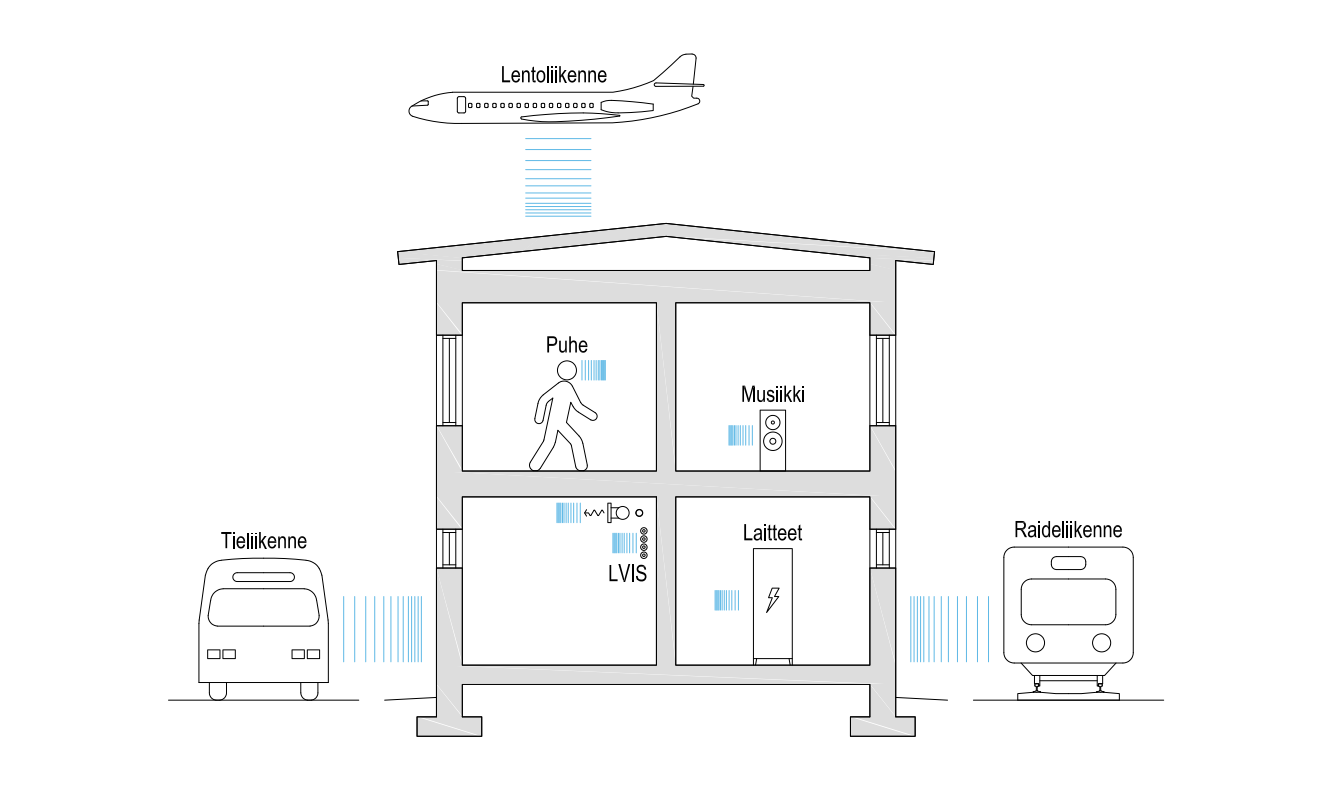 Lentoliikenne
Puhe
Musiikki
Tieliikenne
LVIS
Laitteet
Raideliikenne